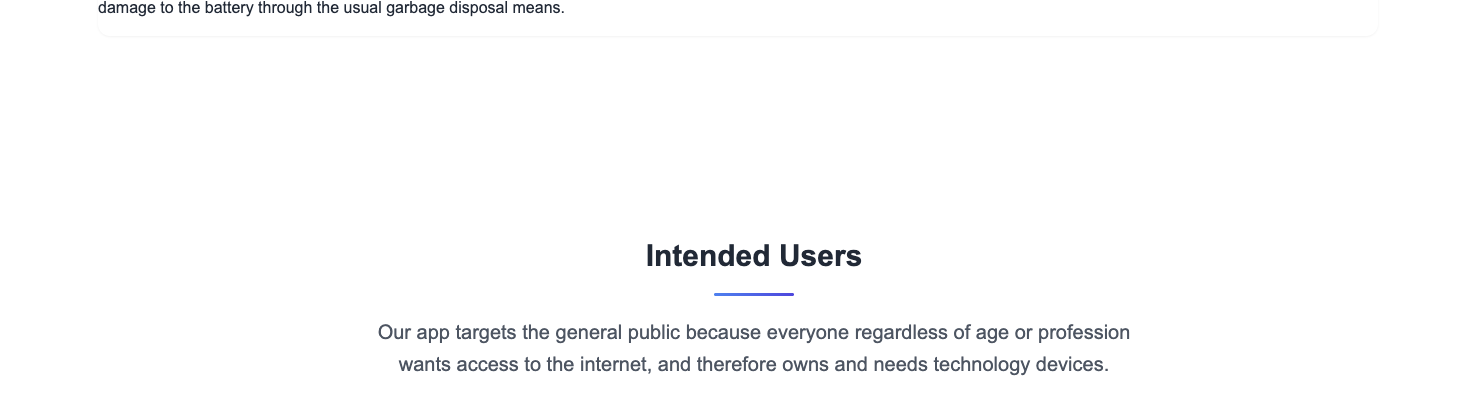 damage to the battery through the usual garbage disposal means.
Intended Users
Our app targets the general public because everyone regardless of age or profession
wants access to the internet, and therefore owns and needs technology devices.